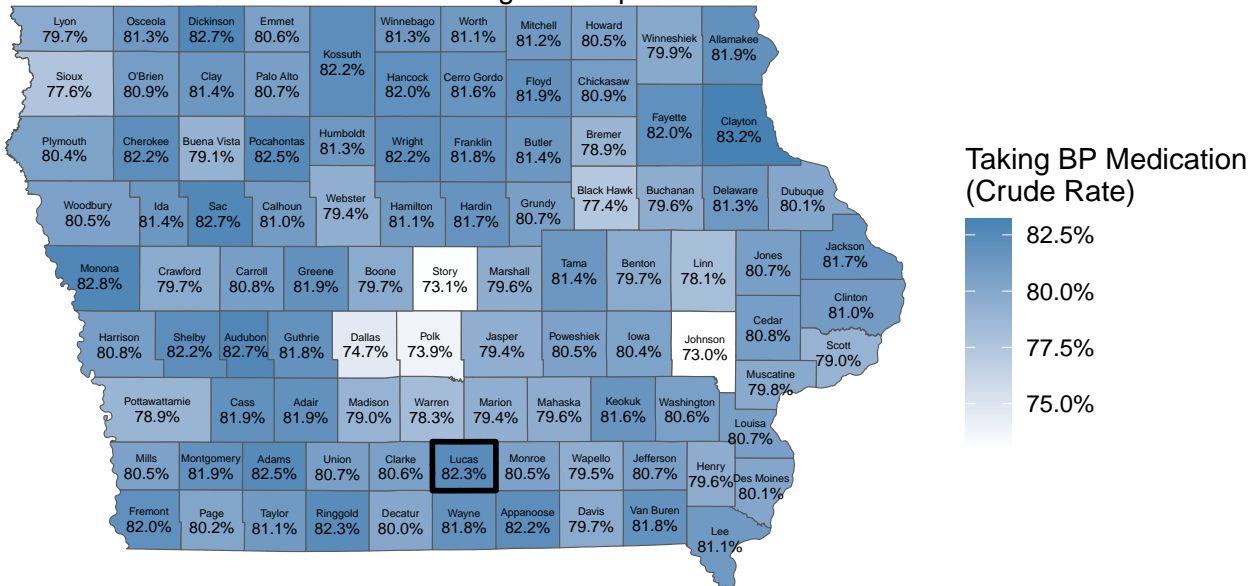 Lyon
79.7%
Osceola
81.3%
Dickinson
82.7%
Emmet
80.6%
Kossuth
82.2%
Winnebago
81.3%
Worth
81.1%
Mitchell
81.2%
Howard
80.5%
Winneshiek
79.9%
Allamakee
81.9%
Sioux
77.6%
O'Brien
80.9%
Clay
81.4%
Palo Alto
80.7%
Hancock
82.0%
Cerro Gordo
81.6%
Floyd
81.9%
Chickasaw
80.9%
Fayette
82.0%
Clayton
83.2%
Plymouth
80.4%
Cherokee
82.2%
Buena Vista
79.1%
Pocahontas
82.5%
Humboldt
81.3%
Wright
82.2%
Franklin
81.8%
Butler
81.4%
Bremer
78.9%
Woodbury
80.5%
Ida
81.4%
Sac
82.7%
Calhoun
81.0%
Webster
79.4%
Hamilton
81.1%
Hardin
81.7%
Grundy
80.7%
Black Hawk
77.4%
Buchanan
79.6%
Delaware
81.3%
Dubuque
80.1%
Monona
82.8%
Crawford
79.7%
Carroll
80.8%
Greene
81.9%
Boone
79.7%
Story
73.1%
Marshall
79.6%
Tama
81.4%
Benton
79.7%
Linn
78.1%
Jones
80.7%
Jackson
81.7%
Clinton
81.0%
Harrison
80.8%
Shelby
82.2%
Audubon
82.7%
Guthrie
81.8%
Dallas
74.7%
Polk
73.9%
Jasper
79.4%
Poweshiek
80.5%
Iowa
80.4%
Johnson
73.0%
Cedar
80.8%
Scott
79.0%
Muscatine
79.8%
Pottawattamie
78.9%
Cass
81.9%
Adair
81.9%
Madison
79.0%
Warren
78.3%
Marion
79.4%
Mahaska
79.6%
Keokuk
81.6%
Washington
80.6%
Louisa
80.7%
Mills
80.5%
Montgomery
81.9%
Adams
82.5%
Union
80.7%
Clarke
80.6%
Lucas
82.3%
Monroe
80.5%
Wapello
79.5%
Jefferson
80.7%
Henry
79.6%
Des Moines
80.1%
Fremont
82.0%
Page
80.2%
Taylor
81.1%
Ringgold
82.3%
Decatur
80.0%
Wayne
81.8%
Appanoose
82.2%
Davis
79.7%
Van Buren
81.8%
Lee
81.1%
Taking BP Medication
(Crude Rate)
82.5%
80.0%
77.5%
75.0%